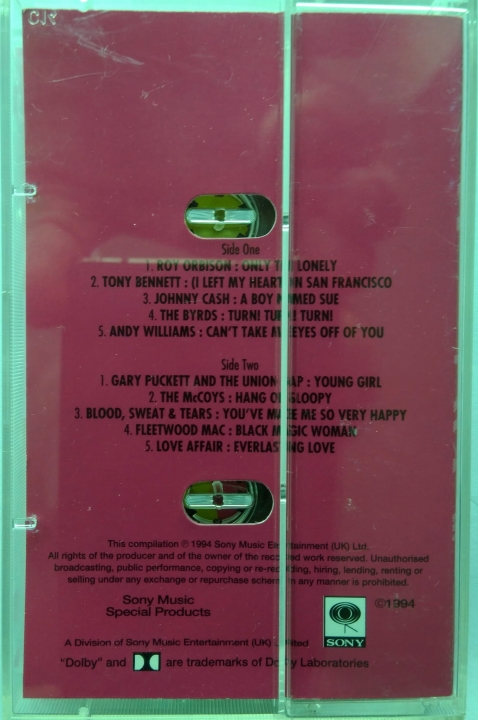 Side One
1. ROY ORBISON : ONLY THE LONELY
2. TONY BENNETT : (I LEFT MY HEART IN SAN FRANCISCO
3. JOHNNY CASH : A BOY NAMED SUE
4. THE BYRDS : TURN! TURN! TURN!
5. ANDY WILLIAMS : CAN'T TAKE MY EYES OFF OF YOU
Side Two
1. GARY PUCKETT AND THE UNION GAP : YOUNG GIRL
2. THE McCOYS : HANG ON SLOOPY
3. BLOOD, SWEAT & TEARS : YOU'VE MADE ME SO VERY HAPPY
4. FLEETWOOD MAC : BLACK MAGIC WOMAN
5. LOVE AFFAIR : EVERLASTING LOVE
This compilation ℗ 1994 Sony Music Entertainment (UK) Ltd.
All rights of the producer and of the owner of the recorded work reserved. Unauthorised
broadcasting, public performance, copying or re-recording, hiring, lending, renting or
selling under any exchange or repurchase scheme in any manner is prohibited.
Sony Music
Special Products
SONY
©1994
A Division of Sony Music Entertainment (UK) Limited
"Dolby" and are trademarks of Dolby Laboratories